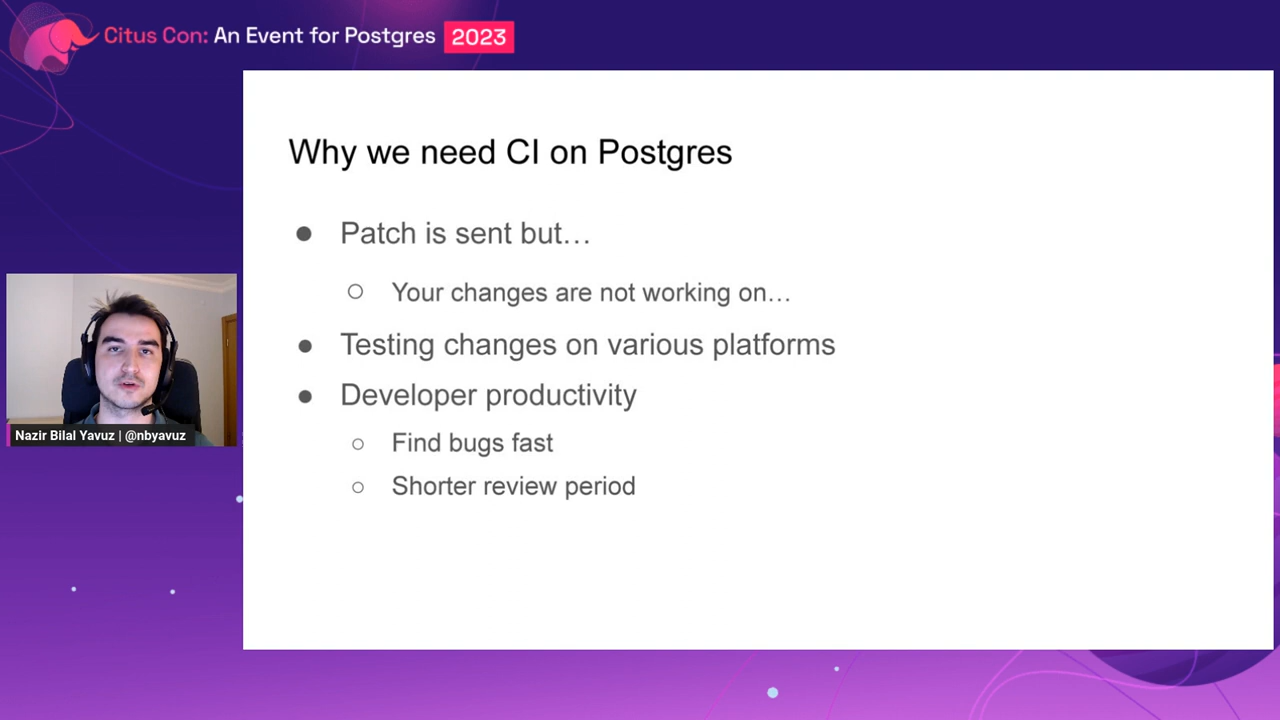 Citus Con: An Event for Postgres 2023
Why we need CI on Postgres
● Patch is sent but…
○ Your changes are not working on…
● Testing changes on various platforms
● Developer productivity
○ Find bugs fast
○ Shorter review period
Nazir Bilal Yavuz | @nbyavuz